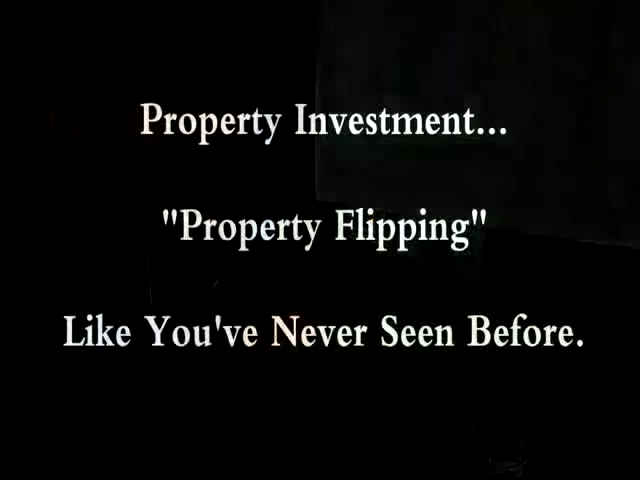 Property Investment...
"Property Flipping"
Like You've Never Seen Before.